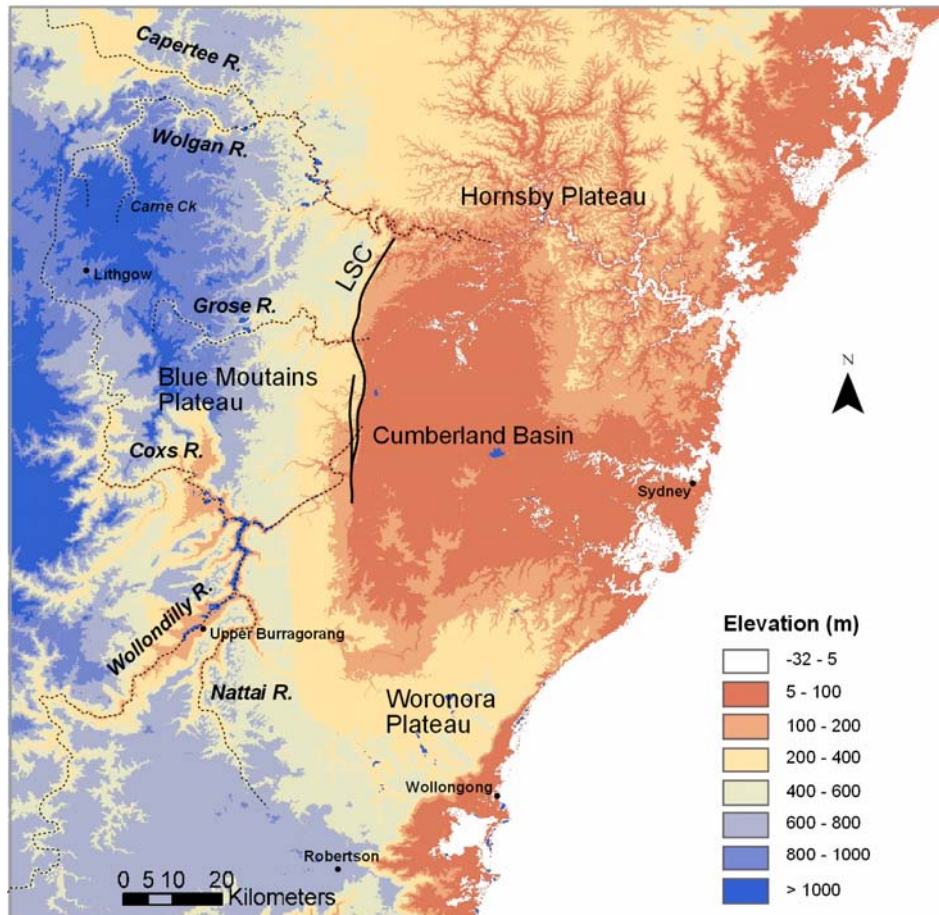 Capertee R.
Wolgan R.
Carne Ck
Hornsby Plateau
LSC
Lithgow
Grose R.
N
Blue Moutains
Plateau
Cumberland Basin
Coxs R.
Sydney
Wollondilly R.
Upper Burragorang
Nattai R.
Woronora
Plateau
Wollongong
Robertson
0 5 10 20
Kilometers
Elevation (m)
-32 - 5
5 - 100
100 - 200
200 - 400
400 - 600
600 - 800
800 - 1000
> 1000